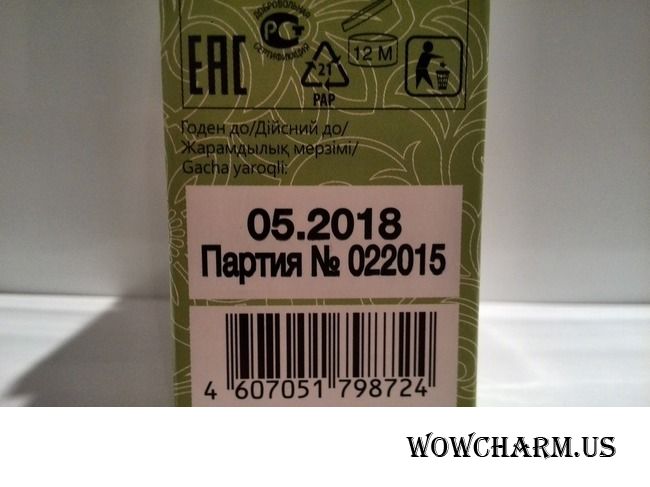 ДОБРОВОЛЬНАЯ
СЕРТИФИКАЦИЯ
EAC
12 M
21
PAP
Годен до/Дійсний до/
Жарамдылық мерзімі/
Gacha yaroqli:
05.2018
Партия № 022015
4 607051 798724
WOWCHARM.US